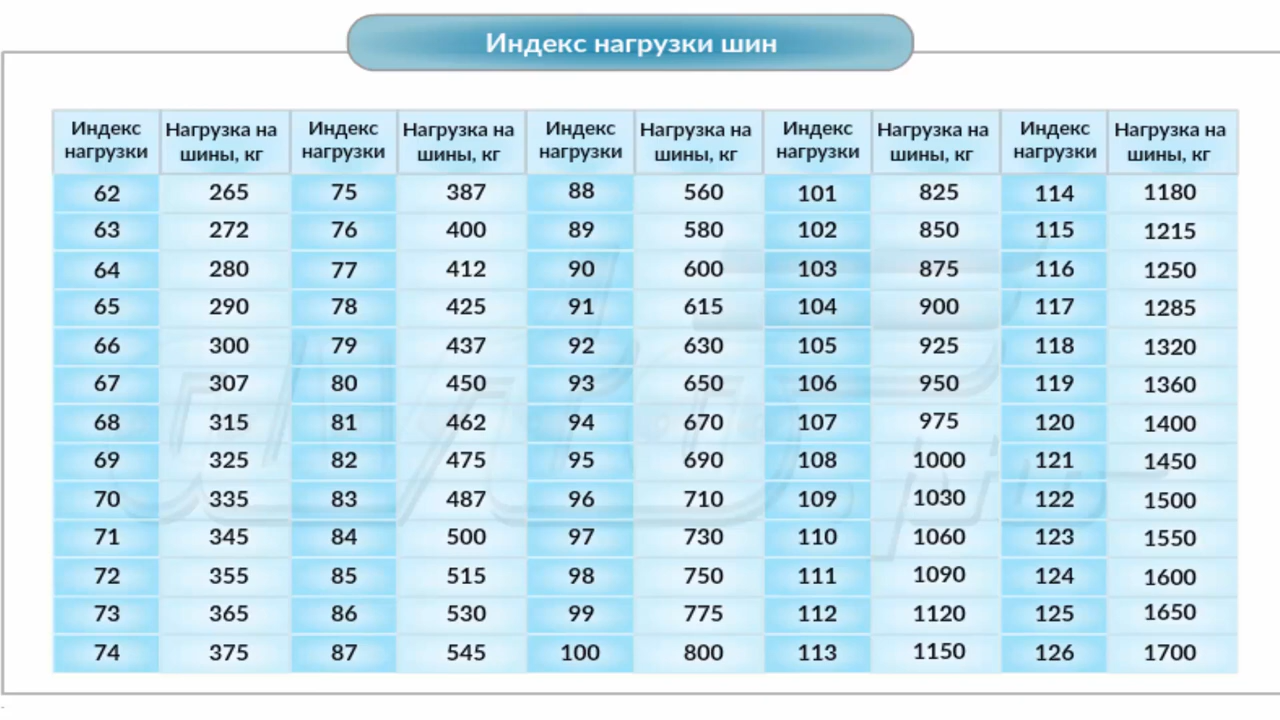 Индекс нагрузки шин
Индекс нагрузки Нагрузка на шины, кг Индекс нагрузки Нагрузка на шины, кг Индекс нагрузки Нагрузка на шины, кг Индекс нагрузки Нагрузка на шины, кг Индекс нагрузки Нагрузка на шины, кг
62 265 75 387 88 560 101 825 114 1180
63 272 76 400 89 580 102 850 115 1215
64 280 77 412 90 600 103 875 116 1250
65 290 78 425 91 615 104 900 117 1285
66 300 79 437 92 630 105 925 118 1320
67 307 80 450 93 650 106 950 119 1360
68 315 81 462 94 670 107 975 120 1400
69 325 82 475 95 690 108 1000 121 1450
70 335 83 487 96 710 109 1030 122 1500
71 345 84 500 97 730 110 1060 123 1550
72 355 85 515 98 750 111 1090 124 1600
73 365 86 530 99 775 112 1120 125 1650
74 375 87 545 100 800 113 1150 126 1700